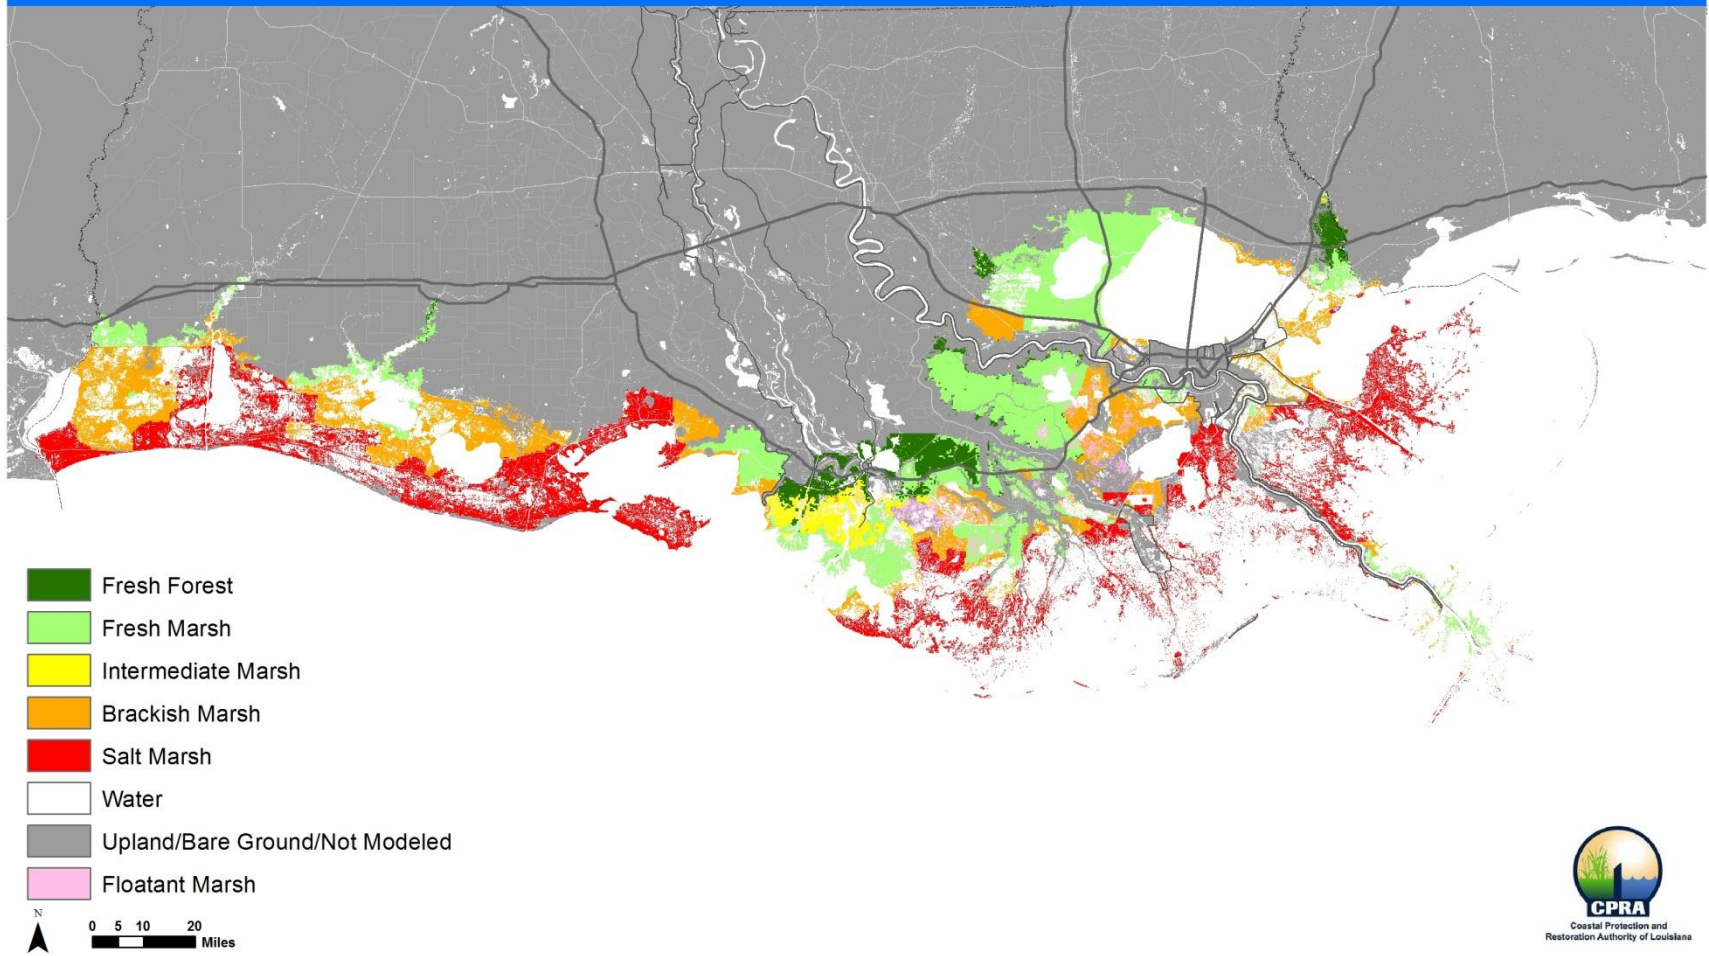 Fresh Forest
Fresh Marsh
Intermediate Marsh
Brackish Marsh
Salt Marsh
Water
Upland/Bare Ground/Not Modeled
Floatant Marsh
N
0 5 10 20
Miles
CPRA
Coastal Protection and
Restoration Authority of Louisiana